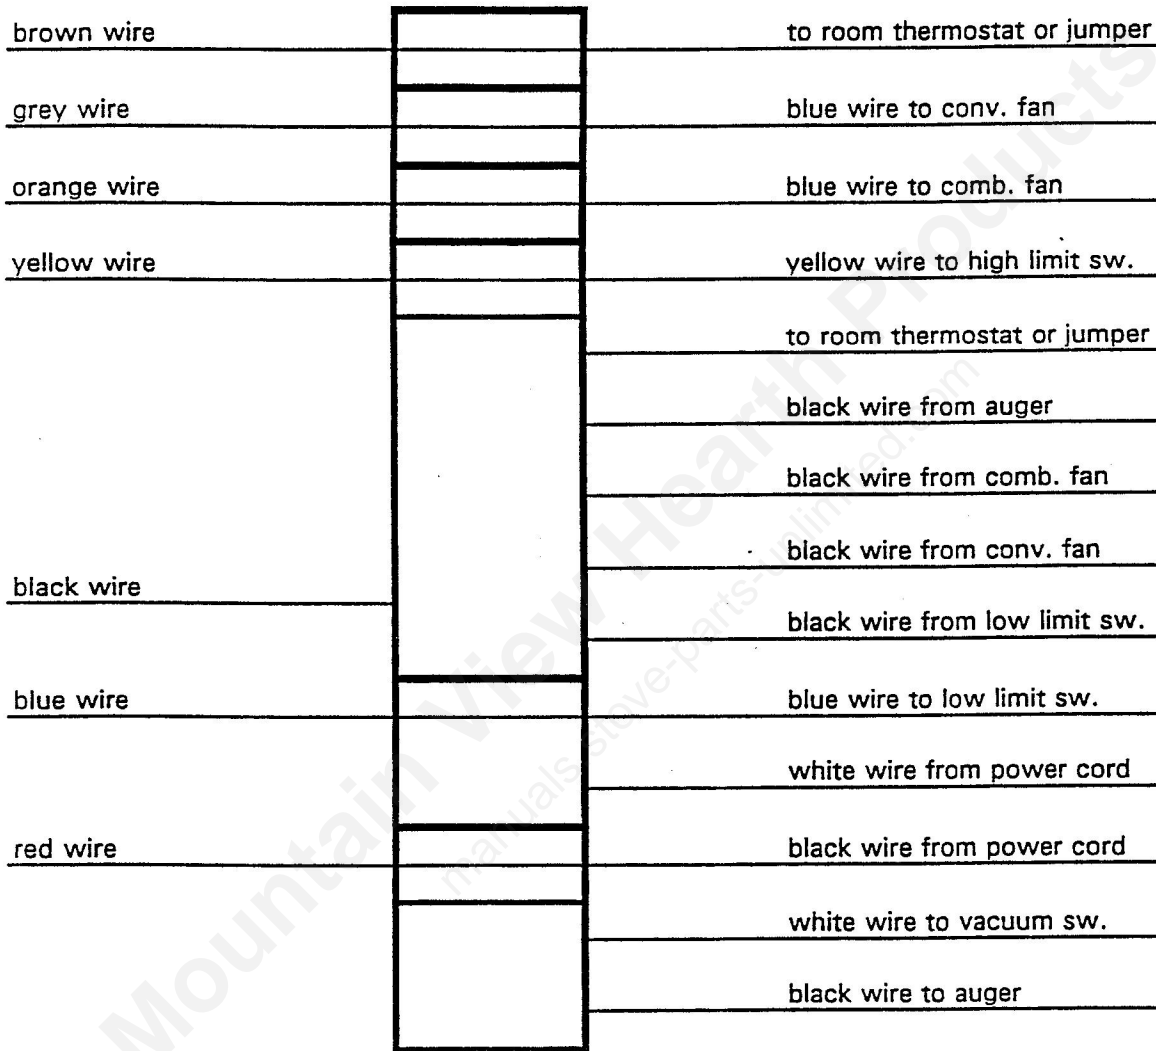 brown wire to room thermostat or jumper
grey wire blue wire to conv. fan
orange wire blue wire to comb. fan
yellow wire yellow wire to high limit sw.
to room thermostat or jumper
black wire from auger
black wire from comb. fan
black wire from conv. fan
black wire
black wire from low limit sw.
blue wire blue wire to low limit sw.
white wire from power cord
red wire black wire from power cord
white wire to vacuum sw.
black wire to auger
Mountain View Hearth Products
manuals.stove-parts-unlimited.com